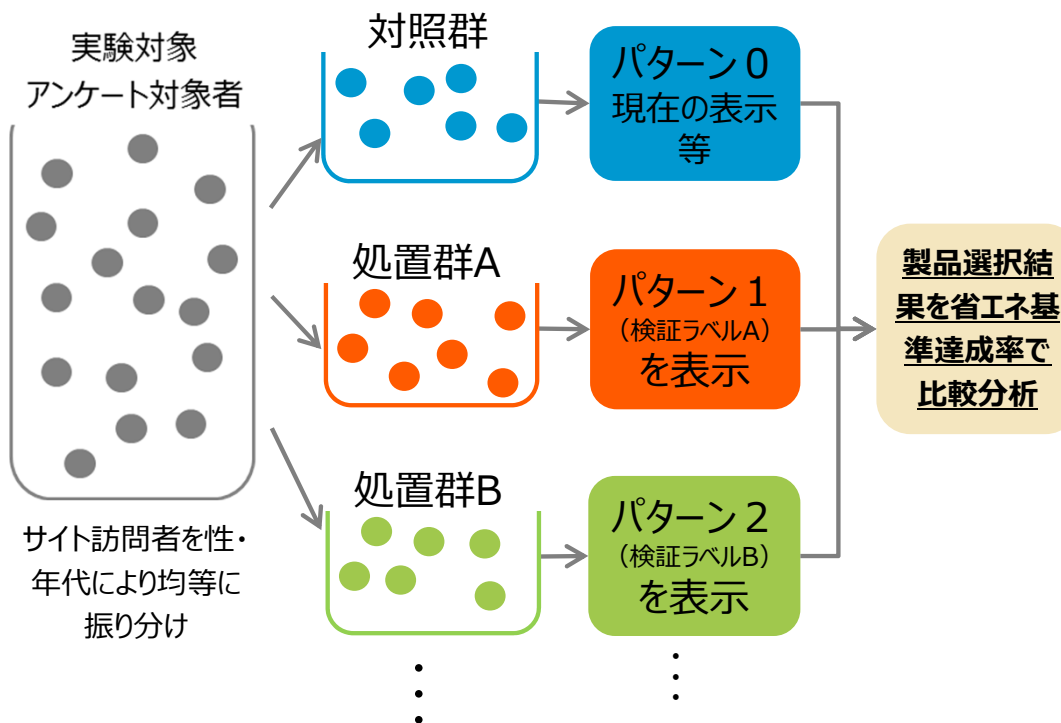 実験対象
アンケート対象者
サイト訪問者を性・
年代により均等に
振り分け
対照群
パターン０
現在の表示
等
処置群A
パターン１
（検証ラベルA）
を表示
処置群B
パターン２
（検証ラベルB）
を表示
製品選択結
果を省エネ基
準達成率で
比較分析